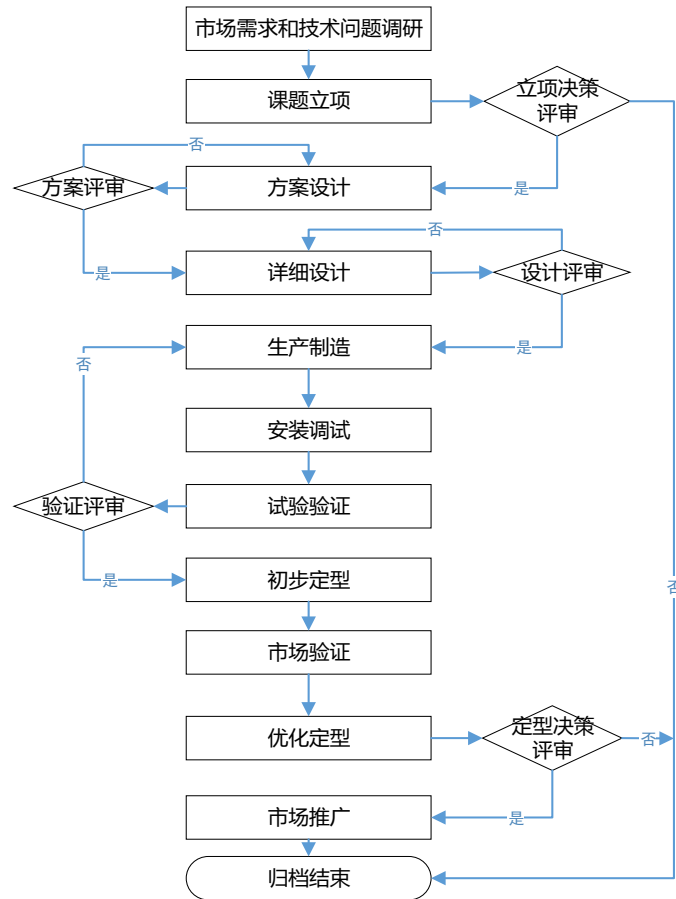 市场需求和技术问题调研
课题立项
立项决策
评审
否
方案评审
方案设计
是
否
是
详细设计
设计评审
生产制造
是
否
安装调试
验证评审
试验验证
是
初步定型
否
市场验证
优化定型
定型决策
评审
否
市场推广
是
归档结束